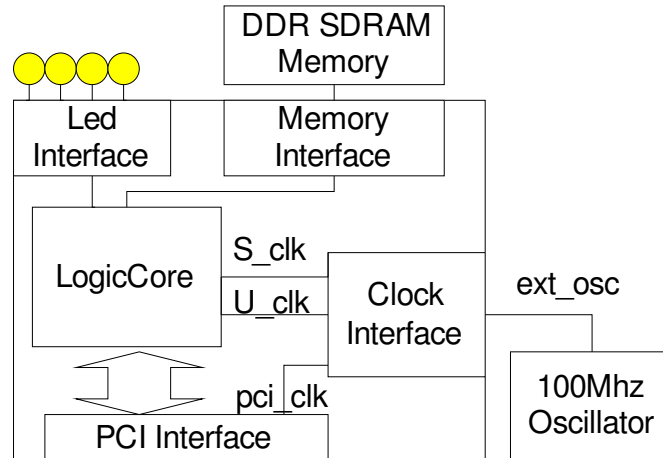 DDR SDRAM
Memory
Led
Interface
Memory
Interface
LogicCore
S_clk
U_clk
Clock
Interface
ext_osc
pci_clk
100Mhz
Oscillator
PCI Interface